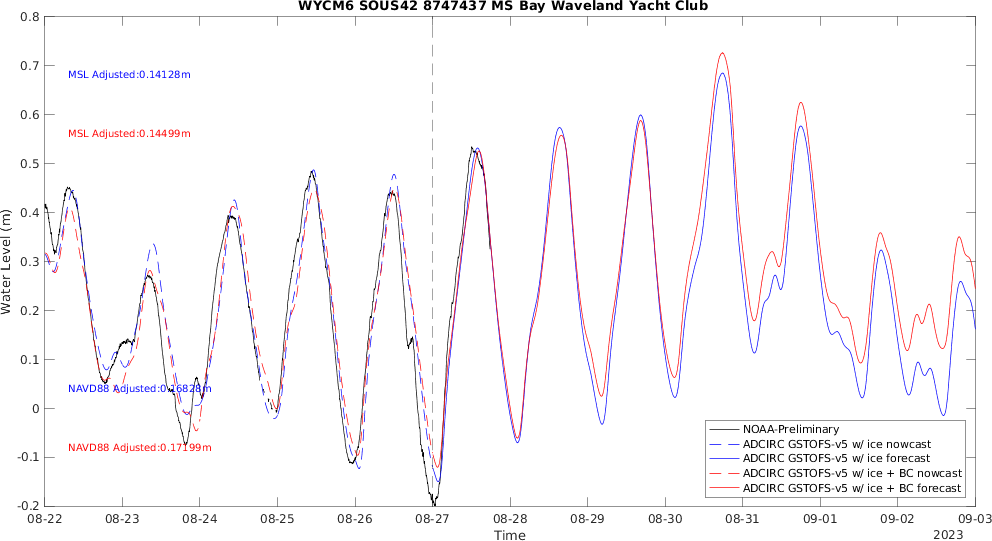 WYCM6 SOUS42 8747437 MS Bay Waveland Yacht Club
0.8
0.7
0.6
0.5
0.4
0.3
0.2
0.1
0
-0.1
-0.2
Water Level (m)
MSL Adjusted:0.14128m
MSL Adjusted:0.14499m
NAVD88 Adjusted:0.16828m
NAVD88 Adjusted:0.17199m
NOAA-Preliminary
ADCIRC GSTOFS-v5 w/ ice nowcast
ADCIRC GSTOFS-v5 w/ ice forecast
ADCIRC GSTOFS-v5 w/ ice + BC nowcast
ADCIRC GSTOFS-v5 w/ ice + BC forecast
08-22 08-23 08-24 08-25 08-26 08-27 08-28 08-29 08-30 08-31 09-01 09-02 09-03
Time
2023